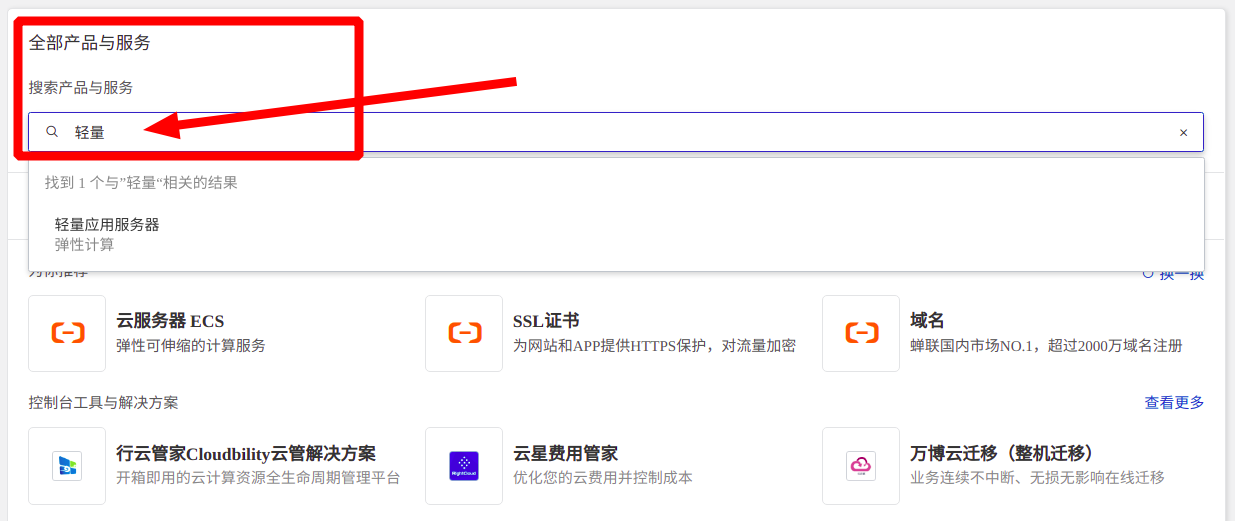 全部产品与服务
搜索产品与服务
轻量
×
找到 1 个与”轻量“相关的结果
轻量应用服务器
弹性计算
为你推荐
换一换
云服务器 ECS
弹性可伸缩的计算服务
SSL证书
为网站和APP提供HTTPS保护，对流量加密
域名
蝉联国内市场NO.1，超过2000万域名注册
控制台工具与解决方案
查看更多
行云管家Cloudbility云管解决方案
开箱即用的云计算资源全生命周期管理平台
RightCloud
云星费用管家
优化您的云费用并控制成本
万博云迁移（整机迁移）
业务连续不中断、无损无影响在线迁移